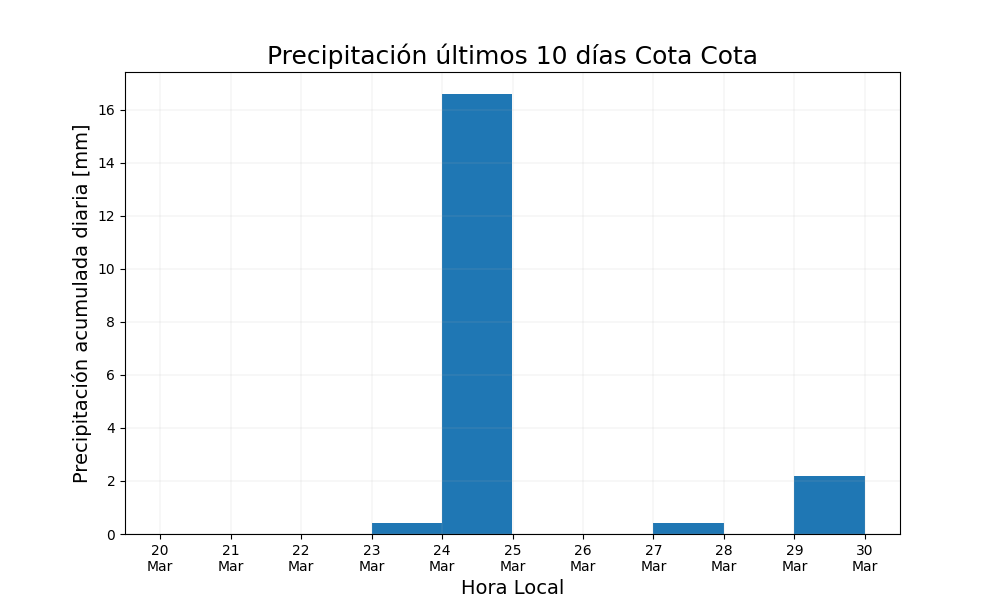 Precipitación últimos 10 días Cota Cota
Precipitación acumulada diaria [mm]
16
14
12
10
8
6
4
2
0
20 21 22 23 24 25 26 27 28 29 30
Mar Mar Mar Mar Mar Mar Mar Mar Mar Mar Mar
Hora Local